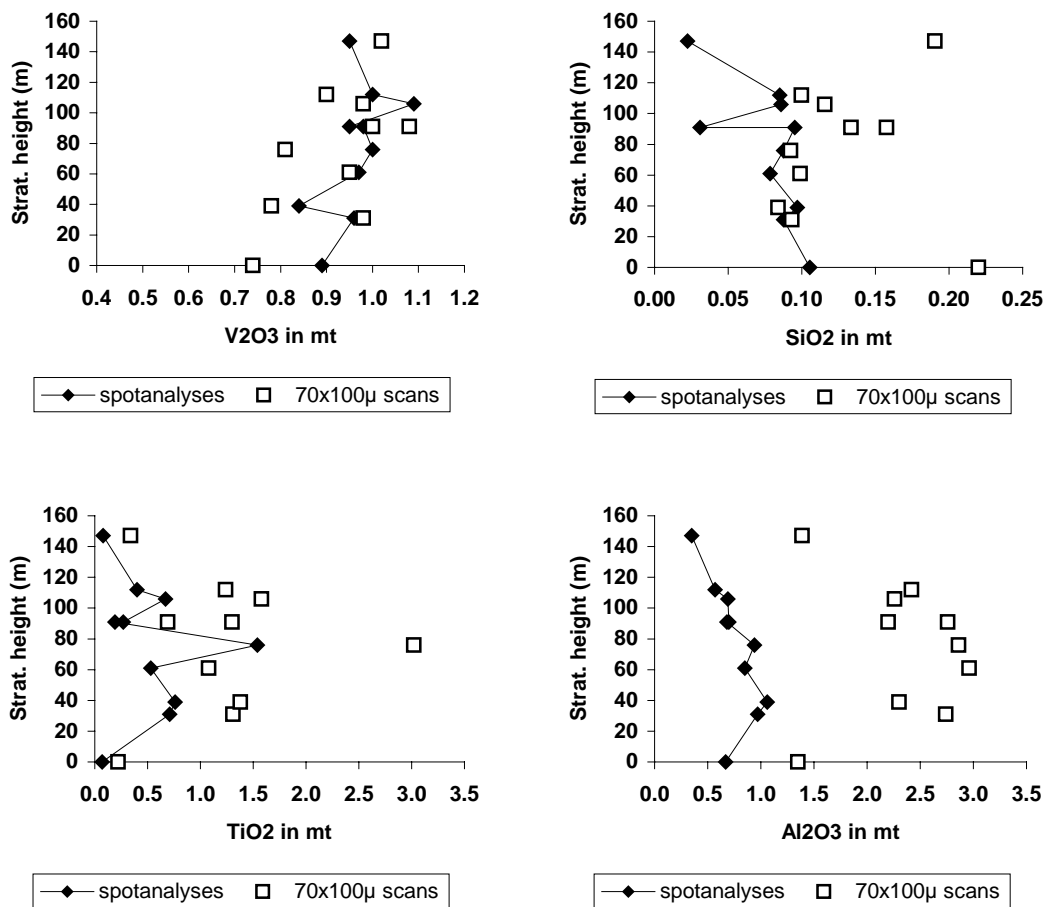 160
140
120
100
80
60
40
20
0
Strat. height (m)
0.4 0.5 0.6 0.7 0.8 0.9 1.0 1.1 1.2
V2O3 in mt
spotanalyses 70x100µ scans
160
140
120
100
80
60
40
20
0
Strat. height (m)
0.00 0.05 0.10 0.15 0.20 0.25
SiO2 in mt
spotanalyses 70x100µ scans
160
140
120
100
80
60
40
20
0
Strat. height (m)
0.0 0.5 1.0 1.5 2.0 2.5 3.0 3.5
TiO2 in mt
spotanalyses 70x100µ scans
160
140
120
100
80
60
40
20
0
Strat. height (m)
0.0 0.5 1.0 1.5 2.0 2.5 3.0 3.5
Al2O3 in mt
spotanalyses 70x100µ scans